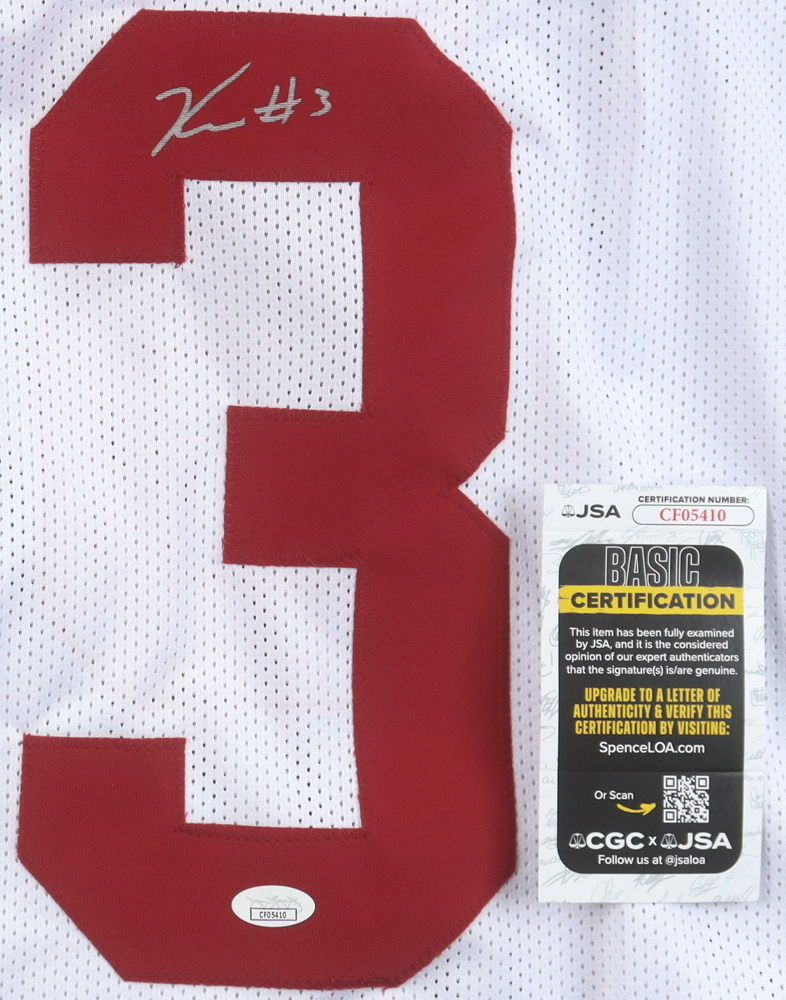 #3
3
JSA
CERTIFICATION NUMBER:
CF05410
BASIC
CERTIFICATION
This item has been fully examined
by JSA, and it is the considered
opinion of our expert authenticators
that the signature(s) is/are genuine.
UPGRADE TO A LETTER OF
AUTHENTICITY & VERIFY THIS
CERTIFICATION BY VISITING:
SpenceLOA.com
Or Scan
CGC x JSA
Follow us at @jsaloa
CF05410